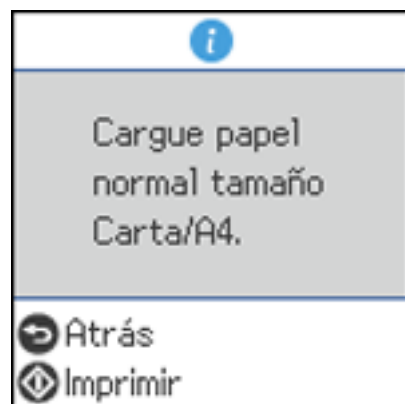 Cargue papel
normal tamaño
Carta/A4.
Atrás
Imprimir